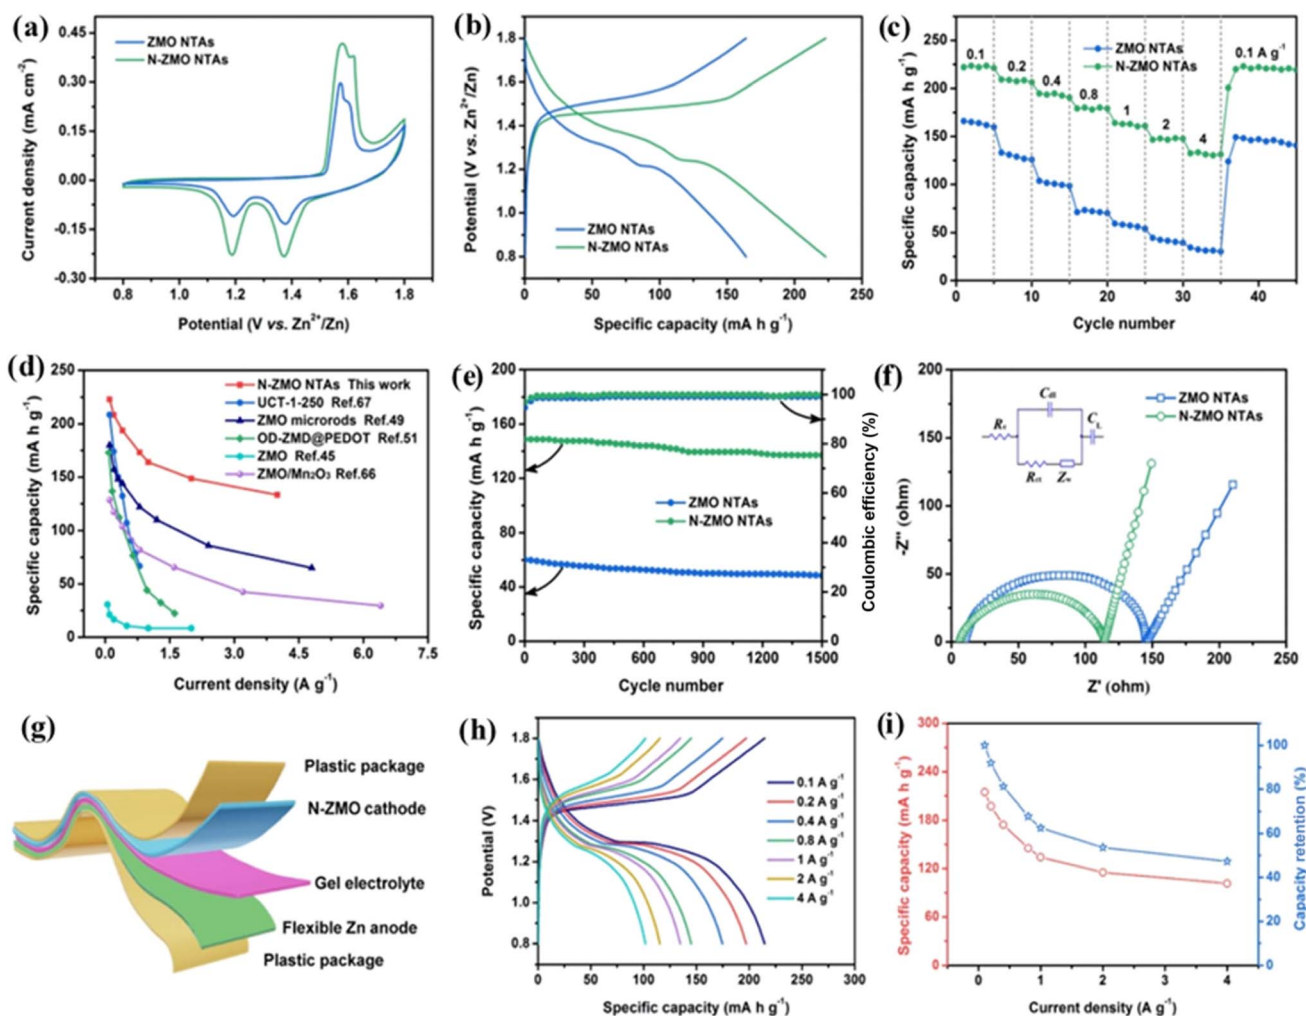 (a)
0.45
0.30
0.15
0.00
-0.15
-0.30
Current density (mA cm⁻²)
ZMO NTAs
N-ZMO NTAs
0.8 1.0 1.2 1.4 1.6 1.8
Potential (V vs. Zn²⁺/Zn)
(b)
1.8
1.6
1.4
1.2
1.0
0.8
Potential (V vs. Zn²⁺/Zn)
ZMO NTAs
N-ZMO NTAs
0 50 100 150 200 250
Specific capacity (mA h g⁻¹)
(c)
250
200
150
100
50
0
Specific capacity (mA h g⁻¹)
0.1
0.2
0.4
0.8
1
2
4
0.1 A g⁻¹
ZMO NTAs
N-ZMO NTAs
0 10 20 30 40
Cycle number
(d)
250
200
150
100
50
0
Specific capacity (mA h g⁻¹)
N-ZMO NTAs This work
UCT-1-250 Ref.67
ZMO microrods Ref.49
OD-ZMD@PEDOT Ref.51
ZMO Ref.45
ZMO/Mn₂O₃ Ref.66
0.0 1.5 3.0 4.5 6.0 7.5
Current density (A g⁻¹)
(e)
200
160
120
80
40
0
Specific capacity (mA h g⁻¹)
ZMO NTAs
N-ZMO NTAs
100
80
60
40
20
0
Coulombic efficiency (%)
0 300 600 900 1200 1500
Cycle number
(f)
200
150
100
50
0
-Z'' (ohm)
Rs
Cdl
CL
Rct
Zw
ZMO NTAs
N-ZMO NTAs
0 50 100 150 200 250
Z' (ohm)
(g)
Plastic package
N-ZMO cathode
Gel electrolyte
Flexible Zn anode
Plastic package
(h)
1.8
1.6
1.4
1.2
1.0
0.8
Potential (V)
0.1 A g⁻¹
0.2 A g⁻¹
0.4 A g⁻¹
0.8 A g⁻¹
1 A g⁻¹
2 A g⁻¹
4 A g⁻¹
0 50 100 150 200 250 300
Specific capacity (mA h g⁻¹)
(i)
300
240
180
120
60
0
Specific capacity (mA h g⁻¹)
100
80
60
40
20
0
Capacity retention (%)
0 1 2 3 4
Current density (A g⁻¹)